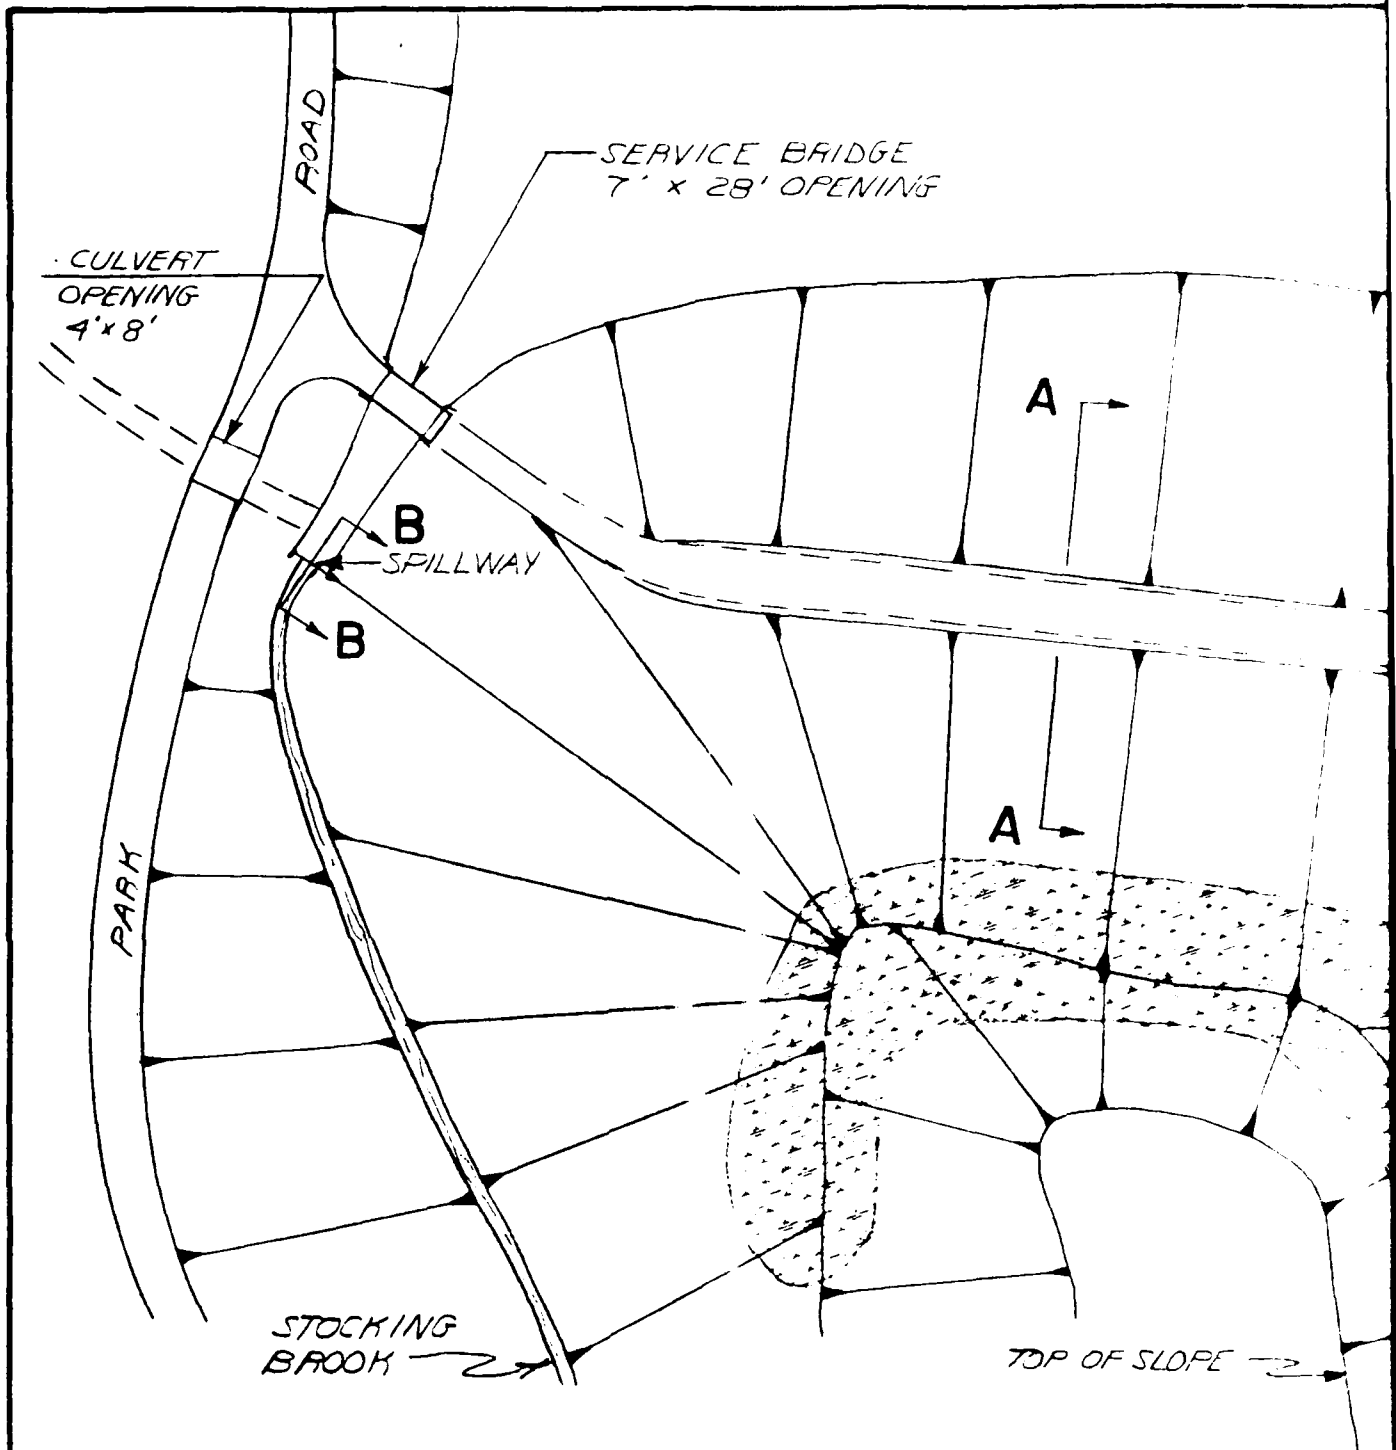 ROAD
SERVICE BRIDGE
7' x 28' OPENING
CULVERT
OPENING
4'x 8'
A
B
SPILLWAY
B
A
PARK
STOCKING
BROOK
TOP OF SLOPE